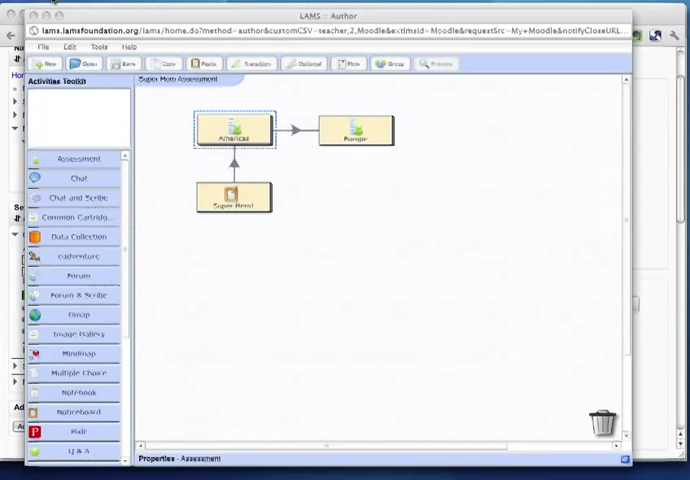 LAMS :: Author
lams.lamsfoundation.org/lams/home.do?method=author&customCSV=teacher,2,Moodle&extlmsid=Moodle&requestSrc=My+Moodle&notifyCloseURL...
File Edit Tools Help
New Open Save Copy Paste Transition Optional Flow Group Preview
Activities Toolkit
Super Hero Assessment
Assessment
Chat
Chat and Scribe
Common Cartridg...
Data Collection
eAdventure
Forum
Forum & Scribe
Gmap
Image Gallery
Mindmap
Multiple Choice
Notebook
Noticeboard
Pixlr
Q & A
Americas
Europe
Super Hero!
Properties - Assessment